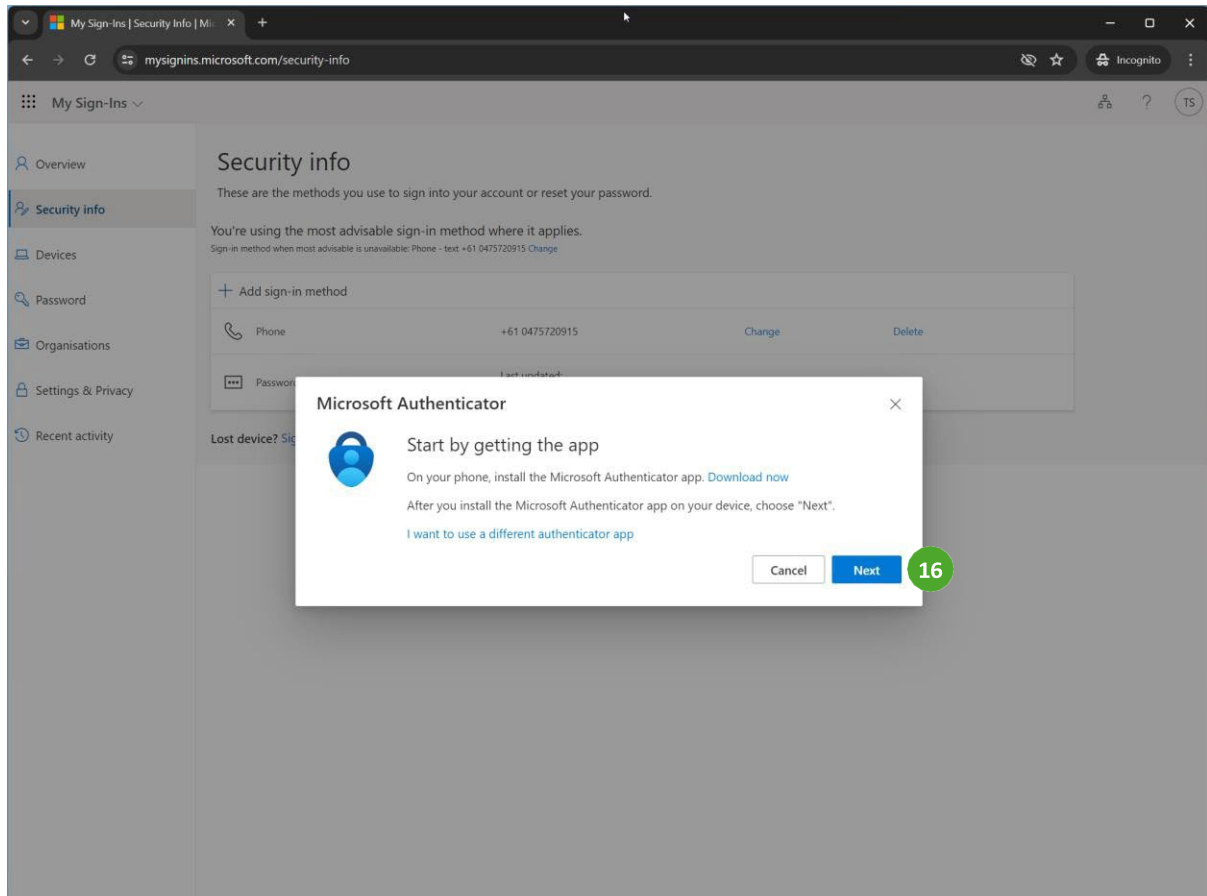 My Sign-Ins | Security Info | Mic
mysignins.microsoft.com/security-info
Incognito
My Sign-Ins
TS
Overview
Security info
Devices
Password
Organisations
Settings & Privacy
Recent activity
Security info
These are the methods you use to sign into your account or reset your password.
You're using the most advisable sign-in method where it applies.
Sign-in method when most advisable is unavailable: Phone - text +61 0475720915 Change
Add sign-in method
Phone +61 0475720915 Change Delete
Password Last updated:
Lost device?
Microsoft Authenticator
Start by getting the app
On your phone, install the Microsoft Authenticator app. Download now
After you install the Microsoft Authenticator app on your device, choose "Next".
I want to use a different authenticator app
Cancel Next 16